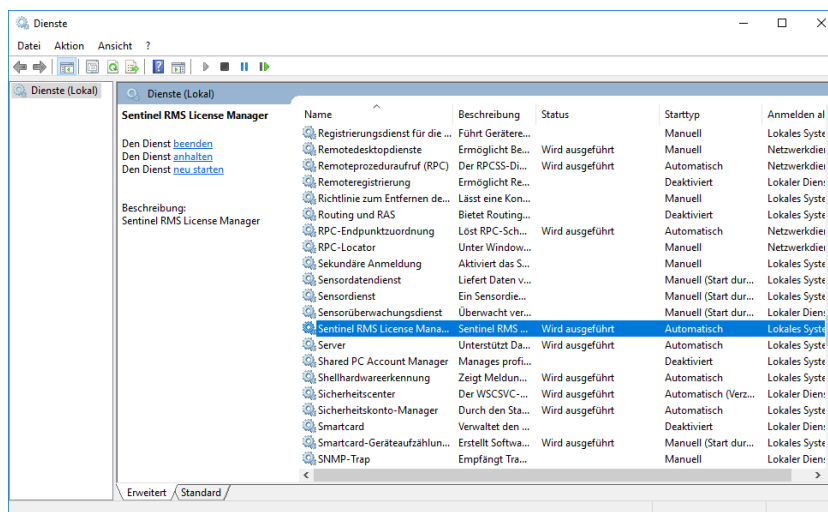 Dienste
Datei Aktion Ansicht ?
Dienste (Lokal)
Dienste (Lokal)
Sentinel RMS License Manager
Den Dienst beenden
Den Dienst anhalten
Den Dienst neu starten
Beschreibung:
Sentinel RMS License Manager
Name Beschreibung Status Starttyp Anmelden al
Registrierungsdienst für die ... Führt Gerätere... Manuell Lokales Syste
Remotedesktopdienste Ermöglicht Be... Wird ausgeführt Manuell Netzwerkdien
Remoteprozeduraufruf (RPC) Der RPCSS-Di... Wird ausgeführt Automatisch Netzwerkdien
Remoteregistrierung Ermöglicht Re... Deaktiviert Lokaler Diens
Richtlinie zum Entfernen de... Lässt eine Kon... Manuell Lokales Syste
Routing und RAS Bietet Routing... Deaktiviert Lokales Syste
RPC-Endpunktzuordnung Löst RPC-Sch... Wird ausgeführt Automatisch Netzwerkdien
RPC-Locator Unter Window... Manuell Netzwerkdien
Sekundäre Anmeldung Aktiviert das S... Manuell Lokales Syste
Sensordatendienst Liefert Daten v... Manuell (Start dur... Lokales Syste
Sensordienst Ein Sensordie... Manuell (Start dur... Lokales Syste
Sensorüberwachungsdienst Überwacht ver... Manuell (Start dur... Lokaler Diens
Sentinel RMS License Mana... Sentinel RMS ... Wird ausgeführt Automatisch Lokales Syste
Server Unterstützt Da... Wird ausgeführt Automatisch Lokales Syste
Shared PC Account Manager Manages profi... Deaktiviert Lokales Syste
Shellhardwareerkennung Zeigt Meldun... Wird ausgeführt Automatisch Lokales Syste
Sicherheitscenter Der WSCSVC-... Wird ausgeführt Automatisch (Verz... Lokaler Diens
Sicherheitskonto-Manager Durch den Sta... Wird ausgeführt Automatisch Lokales Syste
Smartcard Verwaltet den ... Deaktiviert Lokaler Diens
Smartcard-Geräteaufzählun... Erstellt Softwa... Wird ausgeführt Manuell (Start dur... Lokales Syste
SNMP-Trap Empfängt Tra... Manuell Lokaler Diens
Erweitert Standard